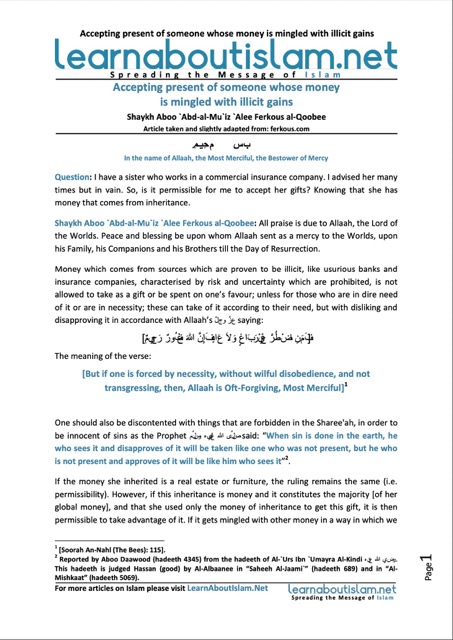 Accepting present of someone whose money is mingled with illicit gains
learnaboutislam.net
Spreading the Message of Islam
Accepting present of someone whose money
is mingled with illicit gains
Shaykh Aboo `Abd-al-Mu`iz `Alee Ferkous al-Qoobee
Article taken and slightly adapted from: ferkous.com
In the name of Allaah, the Most Merciful, the Bestower of Mercy
Question: I have a sister who works in a commercial insurance company. I advised her many
times but in vain. So, is it permissible for me to accept her gifts? Knowing that she has
money that comes from inheritance.
Shaykh Aboo `Abd-al-Mu`iz `Alee Ferkous al-Qoobee: All praise is due to Allaah, the Lord of
the Worlds. Peace and blessing be upon whom Allaah sent as a mercy to the Worlds, upon
his Family, his Companions and his Brothers till the Day of Resurrection.
Money which comes from sources which are proven to be illicit, like usurious banks and
insurance companies, characterised by risk and uncertainty which are prohibited, is not
allowed to take as a gift or be spent on one's favour; unless for those who are in dire need
of it or are in necessity; these can take of it according to their need, but with disliking and
disapproving it in accordance with Allaah's عزّ وجلّ saying:
The meaning of the verse:
[But if one is forced by necessity, without wilful disobedience, and not
transgressing, then, Allaah is Oft-Forgiving, Most Merciful]1
One should also be discontented with things that are forbidden in the Sharee'ah, in order to
be innocent of sins as the Prophet said: "When sin is done in the earth, he
who sees it and disapproves of it will be taken like one who was not present, but he who
is not present and approves of it will be like him who sees it"2.
If the money she inherited is a real estate or furniture, the ruling remains the same (i.e.
permissibility). However, if this inheritance is money and it constitutes the majority [of her
global money], and that she used only the money of inheritance to get this gift, it is then
permissible to take advantage of it. If it gets mingled with other money in a way in which we
1 [Soorah An-Nahl (The Bees): 115].
2 Reported by Aboo Daawood (hadeeth 4345) from the hadeeth of Al-`Urs Ibn `Umayra Al-Kindi
This hadeeth is judged Hassan (good) by Al-Albaanee in "Saheeh Al-Jaami`" (hadeeth 689) and in "Al-
Mishkaat" (hadeeth 5069).
For more articles on Islam please visit LearnAboutIslam.Net
learnaboutislam.net
Spreading the Message of Islam
Page 1